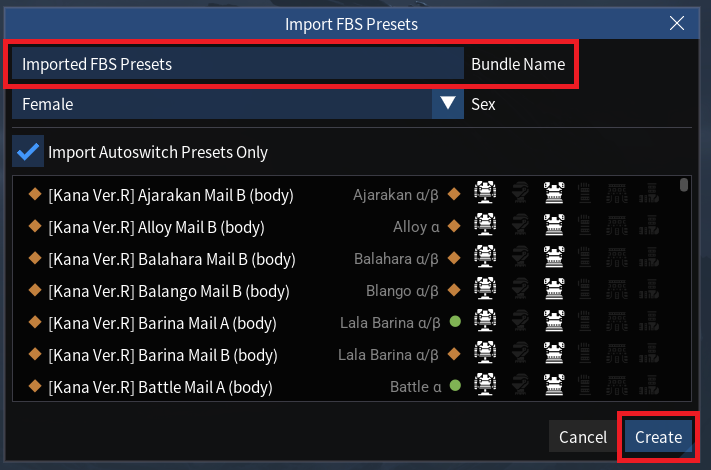 Import FBS Presets
Imported FBS Presets Bundle Name
Female Sex
Import Autoswitch Presets Only
[Kana Ver.R] Ajarakan Mail B (body) Ajarakan α/β
[Kana Ver.R] Alloy Mail B (body) Alloy α
[Kana Ver.R] Balahara Mail B (body) Balahara α/β
[Kana Ver.R] Balango Mail B (body) Blango α/β
[Kana Ver.R] Barina Mail A (body) Lala Barina α/β
[Kana Ver.R] Barina Mail B (body) Lala Barina α/β
[Kana Ver.R] Battle Mail A (body) Battle α
Cancel Create